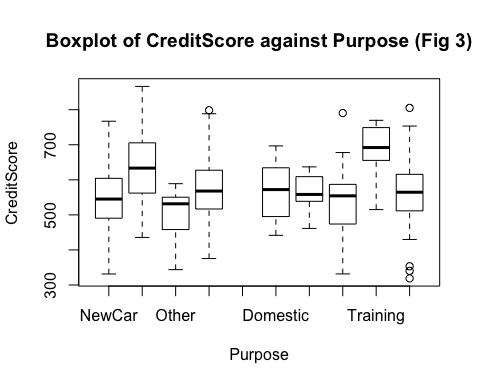 Boxplot of CreditScore against Purpose (Fig 3)
CreditScore
700
500
300
NewCar Other Domestic Training
Purpose